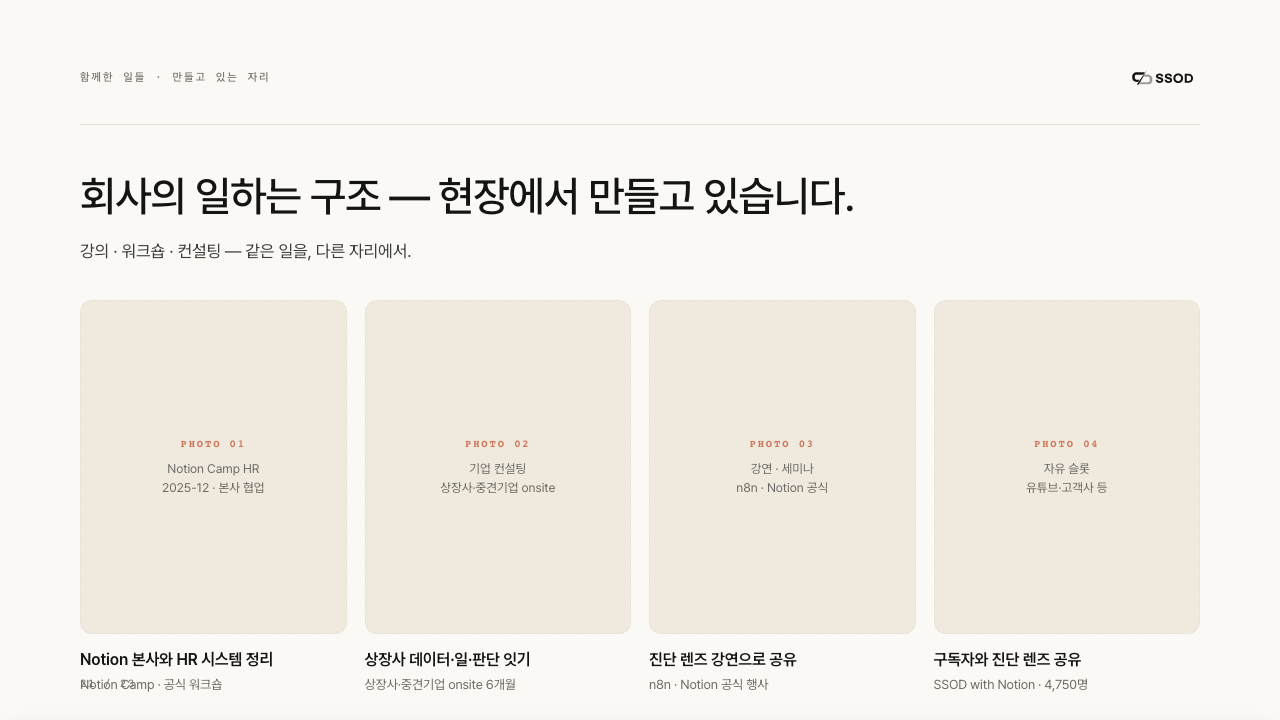 함께한 일들 · 만들고 있는 자리
SSOD
회사의 일하는 구조 — 현장에서 만들고 있습니다.
강의 · 워크숍 · 컨설팅 — 같은 일을, 다른 자리에서.
PHOTO 01
Notion Camp HR
2025-12 · 본사 협업
PHOTO 02
기업 컨설팅
상장사·중견기업 onsite
PHOTO 03
강연 · 세미나
n8n · Notion 공식
PHOTO 04
자유 슬롯
유튜브·고객사 등
Notion 본사와 HR 시스템 정리
Notion Camp · 공식 워크숍
상장사 데이터·일·판단 잇기
상장사·중견기업 onsite 6개월
진단 렌즈 강연으로 공유
n8n · Notion 공식 행사
구독자와 진단 렌즈 공유
SSOD with Notion · 4,750명